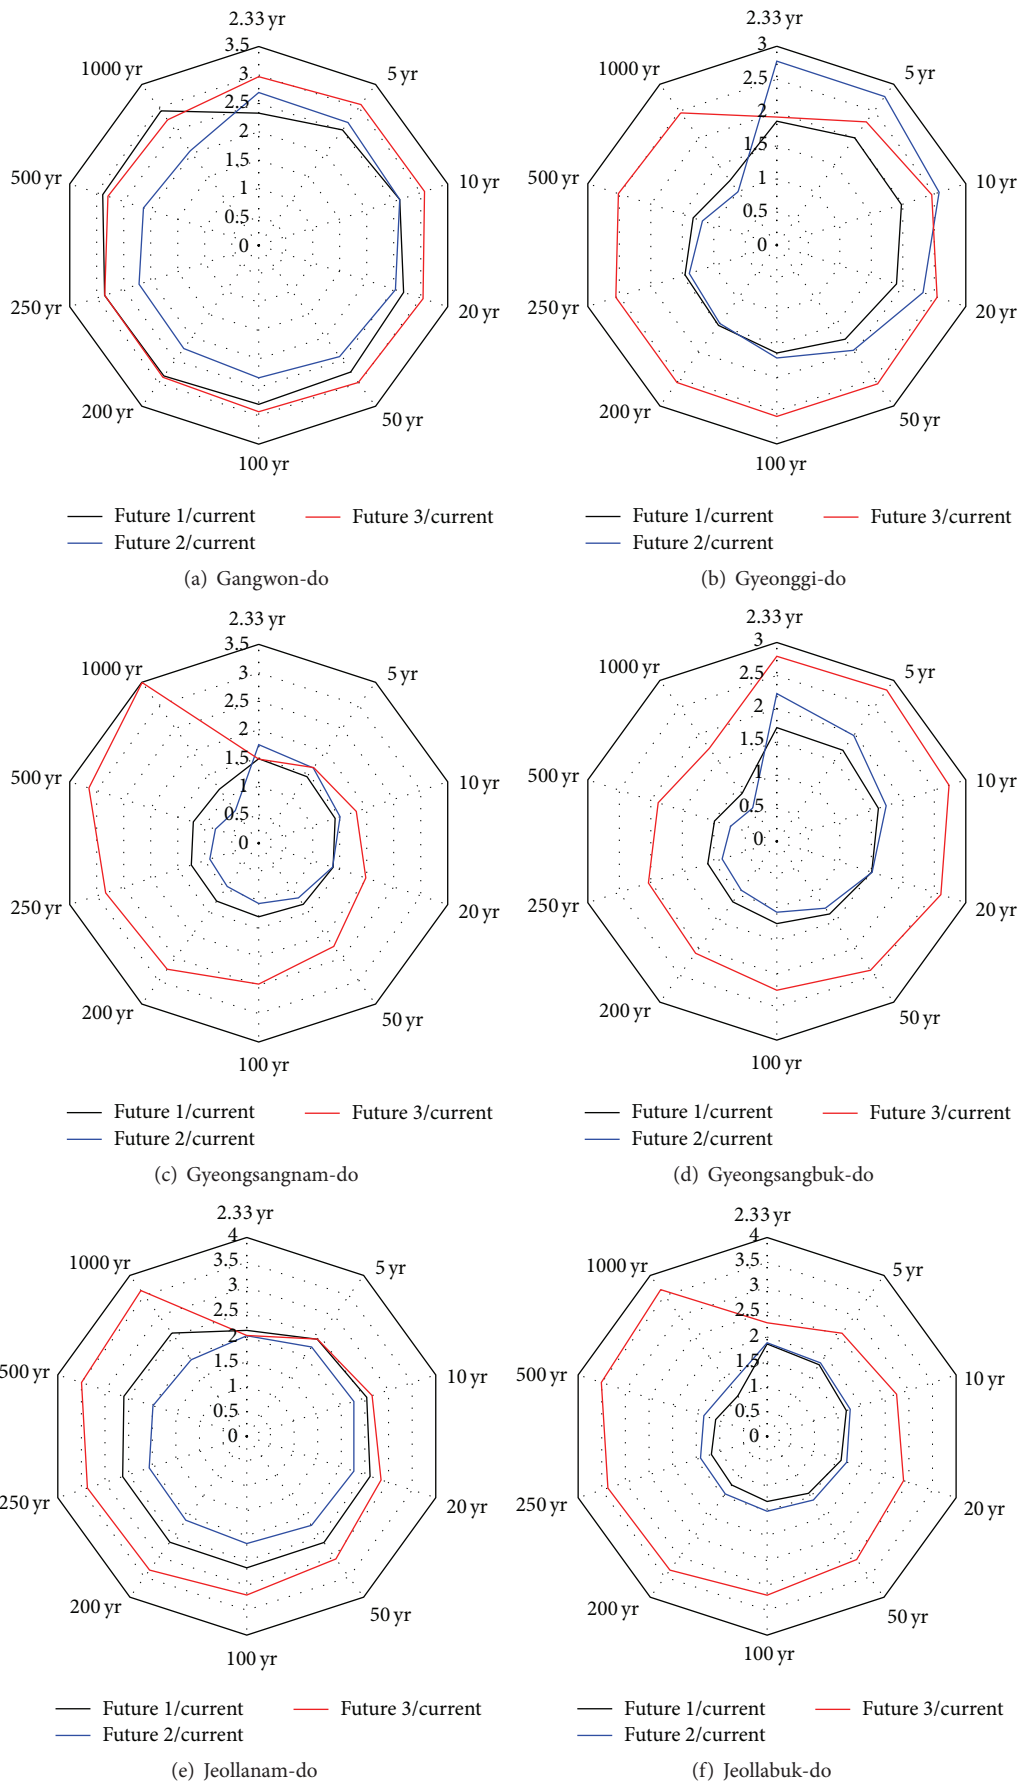 2.33 yr
3.5
3
2.5
2
1.5
1
0.5
0
5 yr
10 yr
20 yr
50 yr
100 yr
200 yr
250 yr
500 yr
1000 yr
Future 1/current
Future 2/current
Future 3/current
(a) Gangwon-do
2.33 yr
3
2.5
2
1.5
1
0.5
0
5 yr
10 yr
20 yr
50 yr
100 yr
200 yr
250 yr
500 yr
1000 yr
Future 1/current
Future 2/current
Future 3/current
(b) Gyeonggi-do
2.33 yr
3.5
3
2.5
2
1.5
1
0.5
0
5 yr
10 yr
20 yr
50 yr
100 yr
200 yr
250 yr
500 yr
1000 yr
Future 1/current
Future 2/current
Future 3/current
(c) Gyeongsangnam-do
2.33 yr
3
2.5
2
1.5
1
0.5
0
5 yr
10 yr
20 yr
50 yr
100 yr
200 yr
250 yr
500 yr
1000 yr
Future 1/current
Future 2/current
Future 3/current
(d) Gyeongsangbuk-do
2.33 yr
4
3.5
3
2.5
2
1.5
1
0.5
0
5 yr
10 yr
20 yr
50 yr
100 yr
200 yr
250 yr
500 yr
1000 yr
Future 1/current
Future 2/current
Future 3/current
(e) Jeollanam-do
2.33 yr
4
3.5
3
2.5
2
1.5
1
0.5
0
5 yr
10 yr
20 yr
50 yr
100 yr
200 yr
250 yr
500 yr
1000 yr
Future 1/current
Future 2/current
Future 3/current
(f) Jeollabuk-do